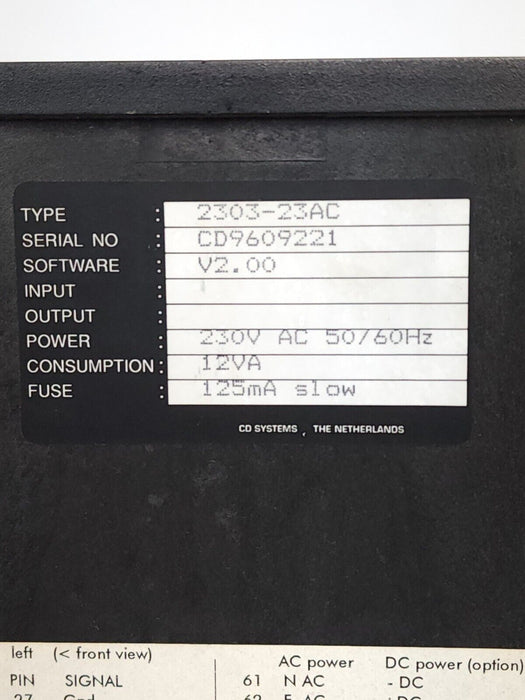 TYPE : 2303-23AC
SERIAL NO : CD9609221
SOFTWARE : V2.00
INPUT :
OUTPUT :
POWER : 230V AC 50/60Hz
CONSUMPTION : 12VA
FUSE : 125mA slow
CD SYSTEMS , THE NETHERLANDS
left (< front view)
AC power DC power (option)
PIN SIGNAL 61 N AC - DC